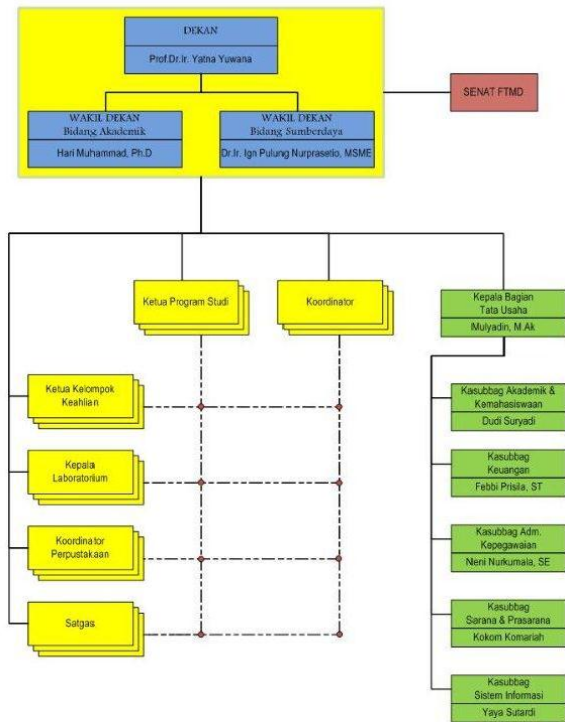 DEKAN
Prof.Dr.Ir. Yatna Yuwana
SENAT FTMD
WAKIL DEKAN
Bidang Akademik
Hari Muhammad, Ph.D
WAKIL DEKAN
Bidang Sumberdaya
Dr.Ir. Ign Pulung Nurprasetio, MSME
Ketua Program Studi
Koordinator
Kepala Bagian
Tata Usaha
Mulyadin, M.Ak
Ketua Kelompok
Keahlian
Kepala
Laboratorium
Koordinator
Perpustakaan
Satgas
Kasubbag Akademik &
Kemahasiswaan
Dudi Suryadi
Kasubbag
Keuangan
Febbi Prisila, ST
Kasubbag Adm.
Kepegawaian
Neni Nurkumala, SE
Kasubbag
Sarana & Prasarana
Kokom Komariah
Kasubbag
Sistem Informasi
Yaya Sutardi